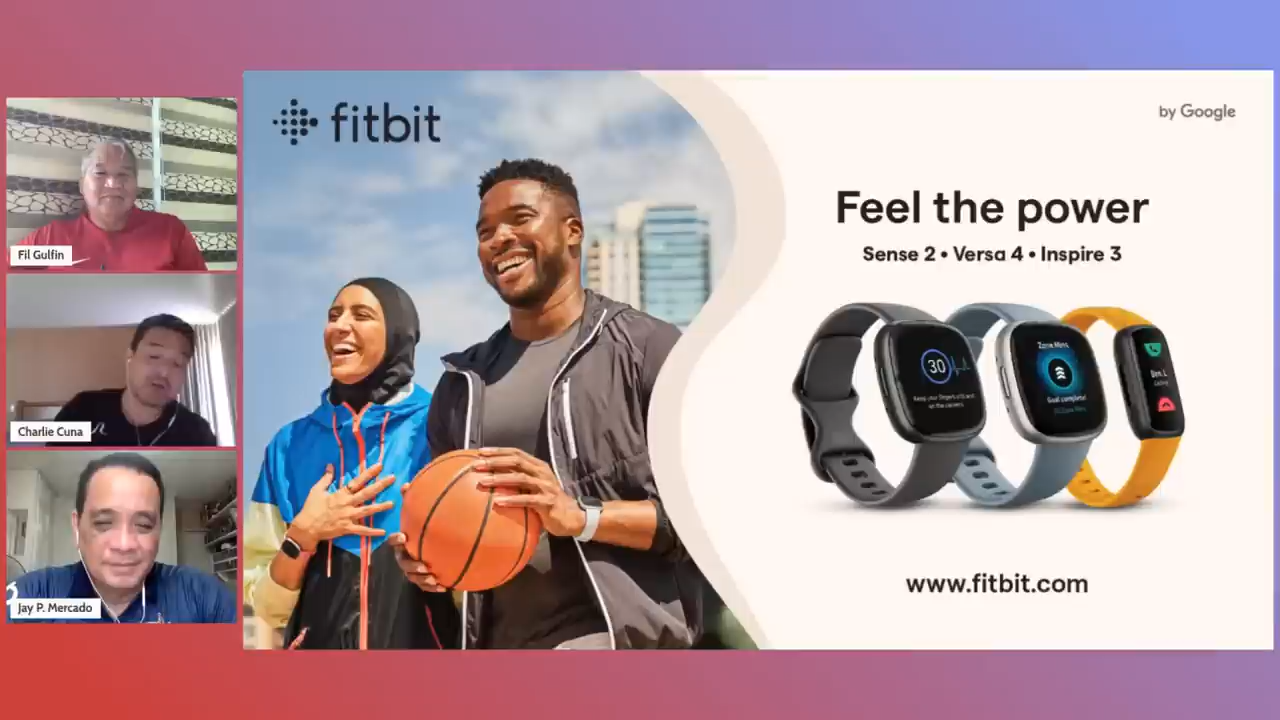 Fil Gulfin
Charlie Cuna
Jay P. Mercado
fitbit
by Google
Feel the power
Sense 2 • Versa 4 • Inspire 3
30
Zone Mins
Goal complete!
Ben L
www.fitbit.com